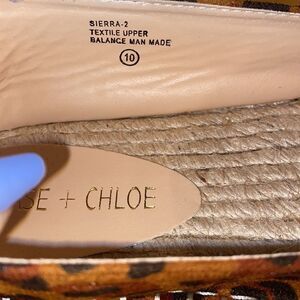 SIERRA-2
TEXTILE UPPER
BALANCE MAN MADE
10
SE + CHLOE